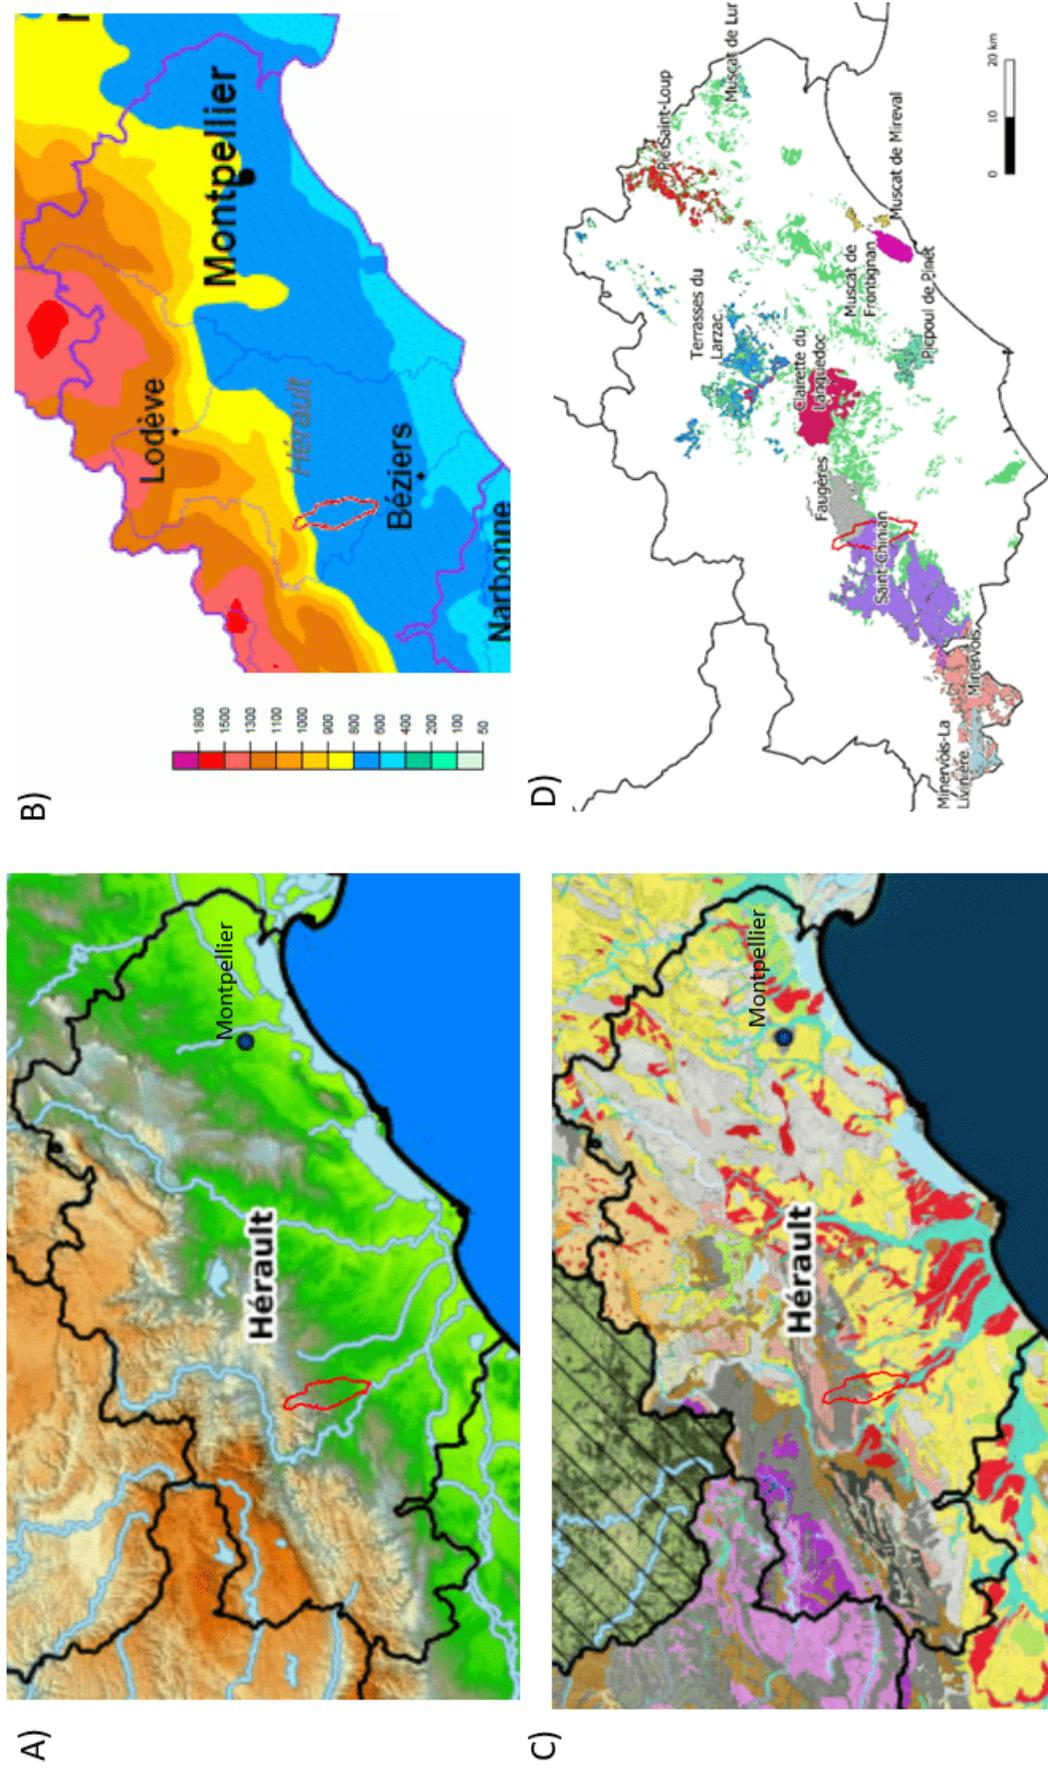 A)
Montpellier
Hérault
B)
Lodève
Montpellier
Hérault
Béziers
Narbonne
1800
1500
1300
1100
1000
900
800
600
400
200
100
50
C)
Montpellier
Hérault
D)
Pic Saint-Loup
Muscat de Lun
Terrasses du
Larzac
Clairette du
Languedoc
Muscat de
Frontignan
Muscat de Mireval
Picpoul de Pinet
Faugères
Saint-Chinian
Minervois
Minervois-La
Livinière
0
10
20 km